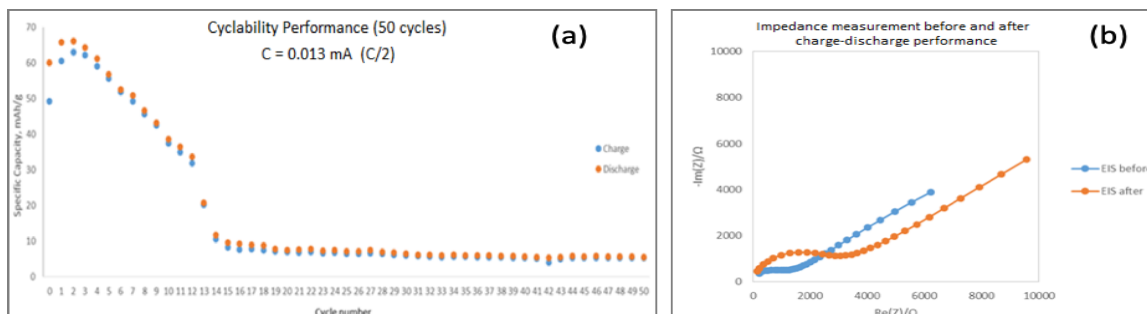 Cyclability Performance (50 cycles)
(a)
C = 0.013 mA (C/2)
Specific Capacity, mAh/g
70
60
50
40
30
20
10
0
Charge
Discharge
0 1 2 3 4 5 6 7 8 9 10 11 12 13 14 15 16 17 18 19 20 21 22 23 24 25 26 27 28 29 30 31 32 33 34 35 36 37 38 39 40 41 42 43 44 45 46 47 48 49 50
Cycle number
Impedance measurement before and after
charge-discharge performance
(b)
-Im(Z)/Ω
-10000
8000
6000
4000
2000
0
EIS before
EIS after
0 2000 4000 6000 8000 10000
Re(Z)/Ω